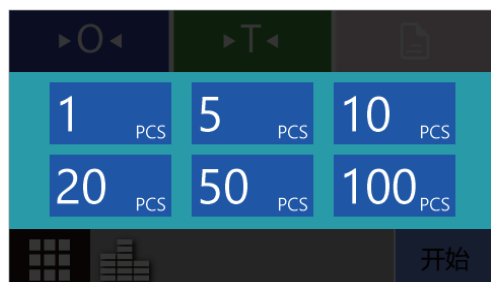 ▸O◂ ▸T◂
1 PCS 5 PCS 10 PCS
20 PCS 50 PCS 100 PCS
开始